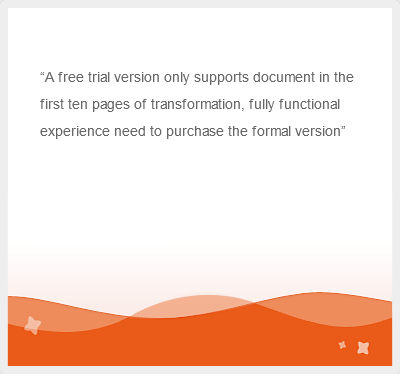 “A free trial version only supports document in the
first ten pages of transformation, fully functional
experience need to purchase the formal version”